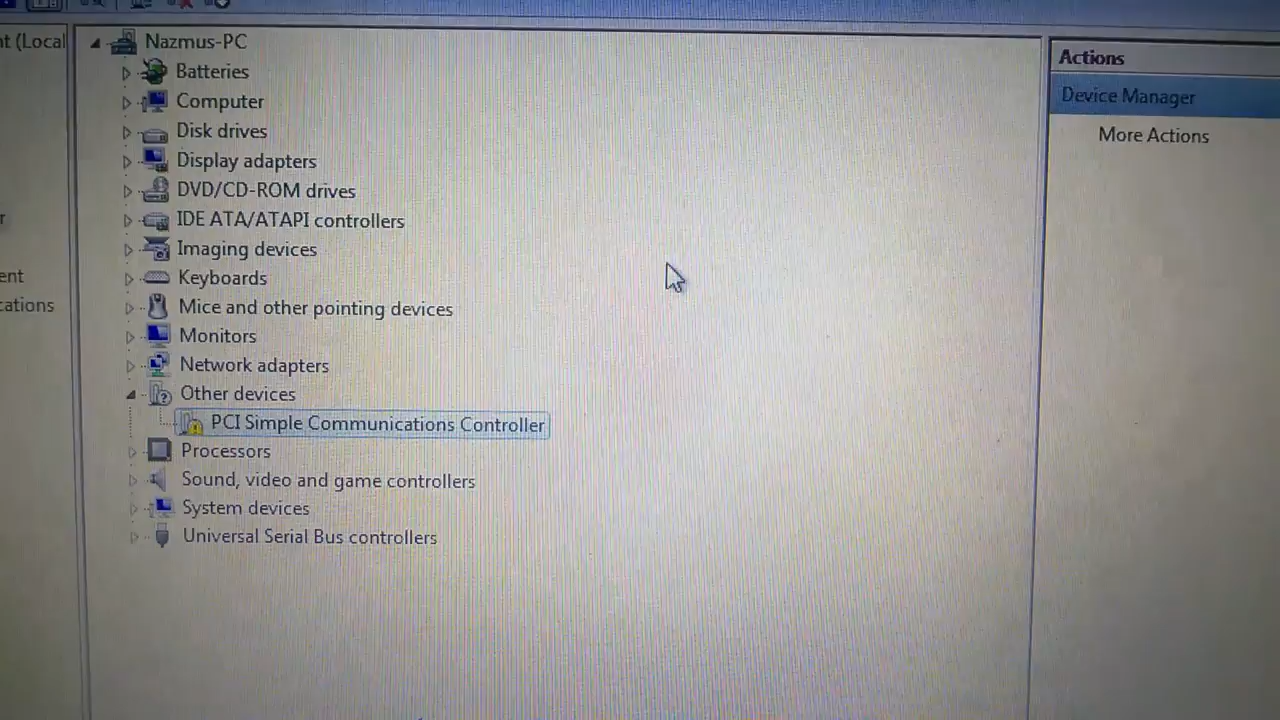 nt (Local
Nazmus-PC
Batteries
Computer
Disk drives
Display adapters
DVD/CD-ROM drives
IDE ATA/ATAPI controllers
Imaging devices
Keyboards
Mice and other pointing devices
Monitors
Network adapters
Other devices
PCI Simple Communications Controller
Processors
Sound, video and game controllers
System devices
Universal Serial Bus controllers
r
ent
cations
Actions
Device Manager
More Actions